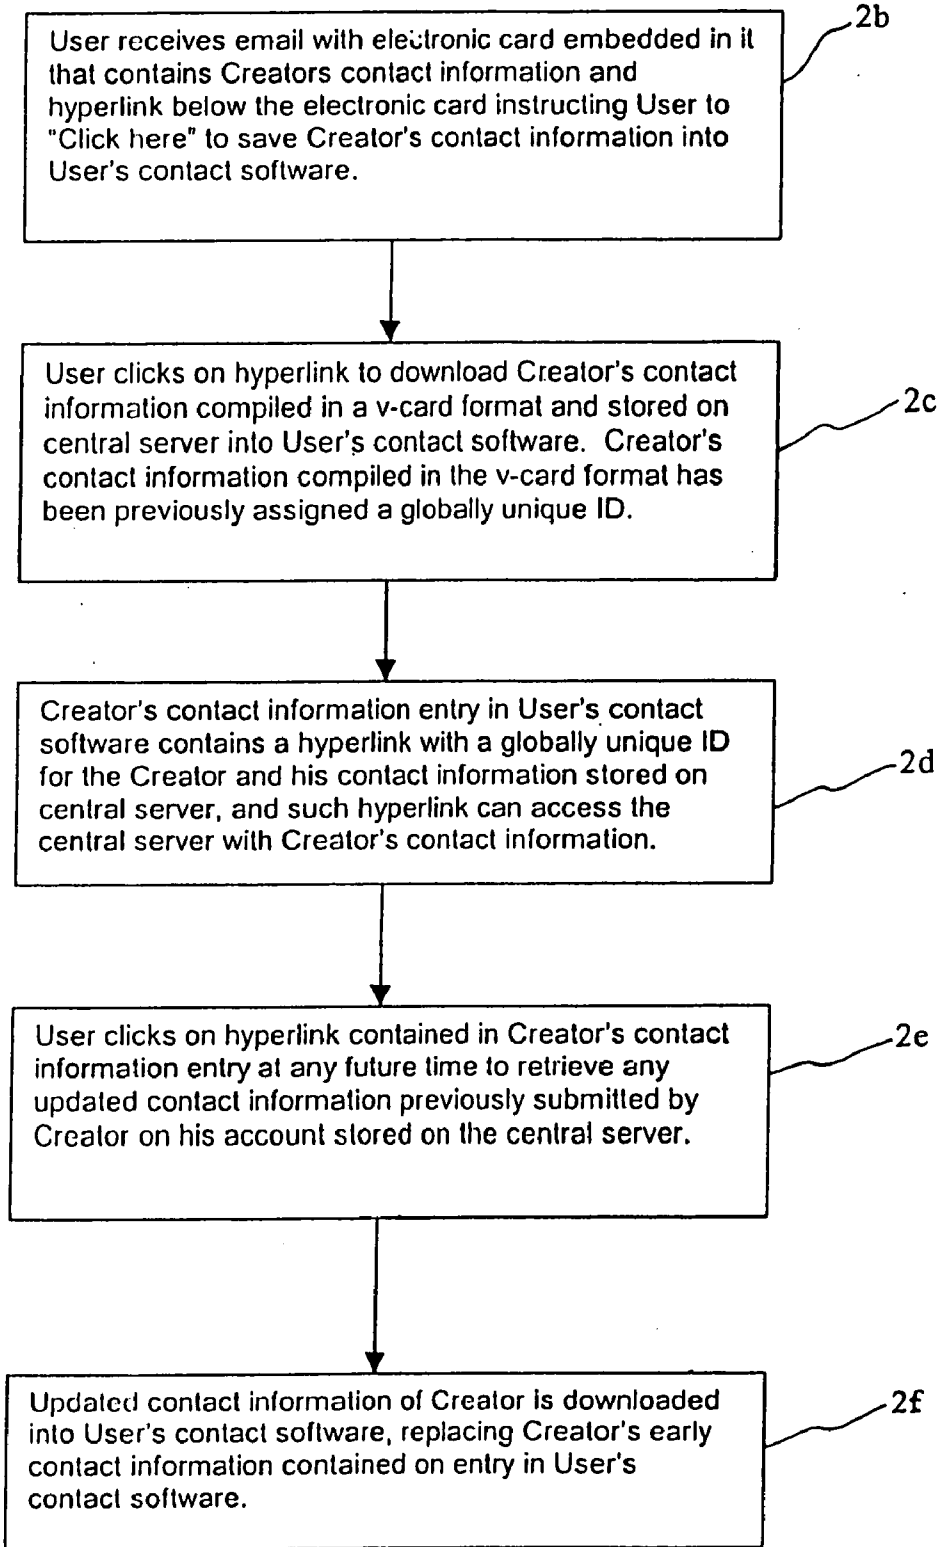 2b
User receives email with electronic card embedded in it
that contains Creators contact information and
hyperlink below the electronic card instructing User to
"Click here" to save Creator's contact information into
User's contact software.
User clicks on hyperlink to download Creator's contact
information compiled in a v-card format and stored on
central server into User's contact software. Creator's
contact information compiled in the v-card format has
been previously assigned a globally unique ID.
2c
Creator's contact information entry in User's contact
software contains a hyperlink with a globally unique ID
for the Creator and his contact information stored on
central server, and such hyperlink can access the
central server with Creator's contact information.
2d
User clicks on hyperlink contained in Creator's contact
information entry at any future time to retrieve any
updated contact information previously submitted by
Creator on his account stored on the central server.
2e
Updated contact information of Creator is downloaded
into User's contact software, replacing Creator's early
contact information contained on entry in User's
contact software.
2f